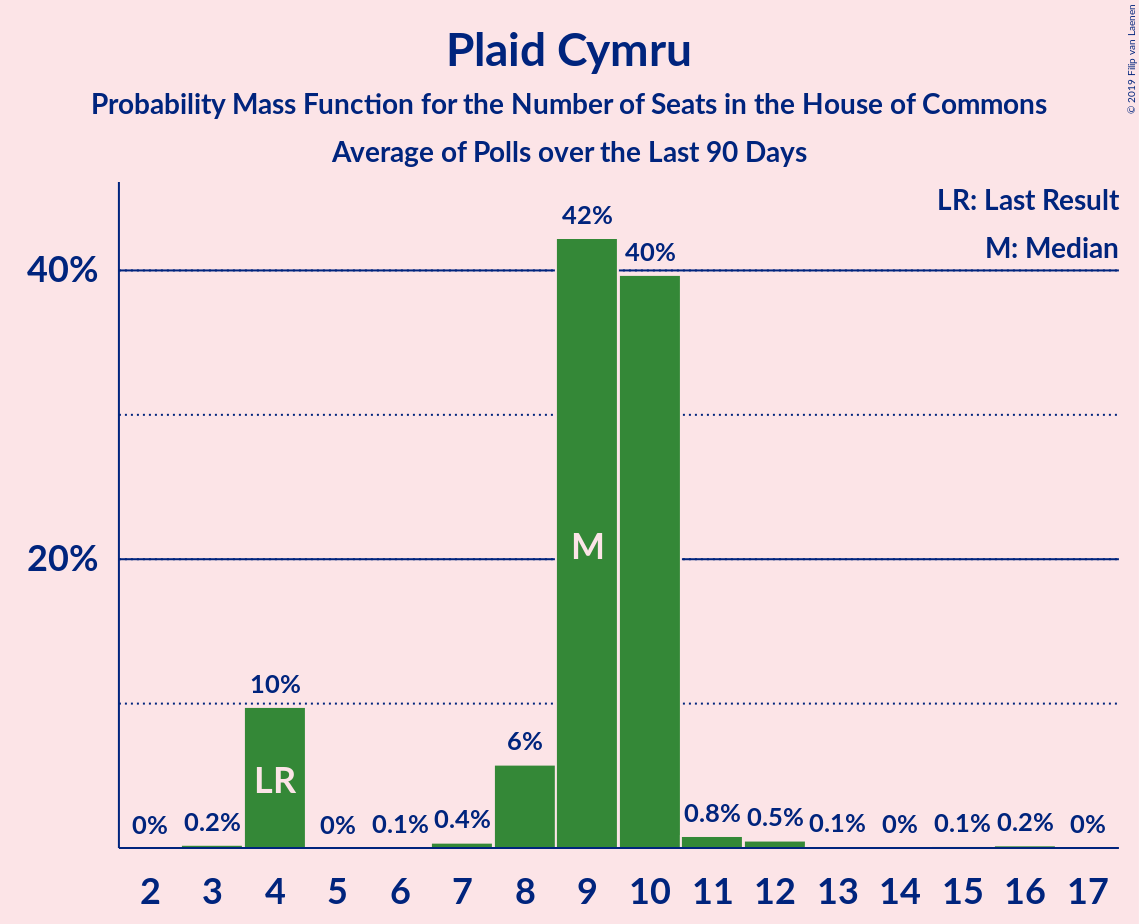 Plaid Cymru
Probability Mass Function for the Number of Seats in the House of Commons
Average of Polls over the Last 90 Days
© 2019 Filip van Laenen
LR: Last Result
M: Median
40%
20%
0% 0.2% 10% 0% 0.1% 0.4% 6% 42% 40% 0.8% 0.5% 0.1% 0% 0.1% 0.2% 0%
LR
M
2 3 4 5 6 7 8 9 10 11 12 13 14 15 16 17